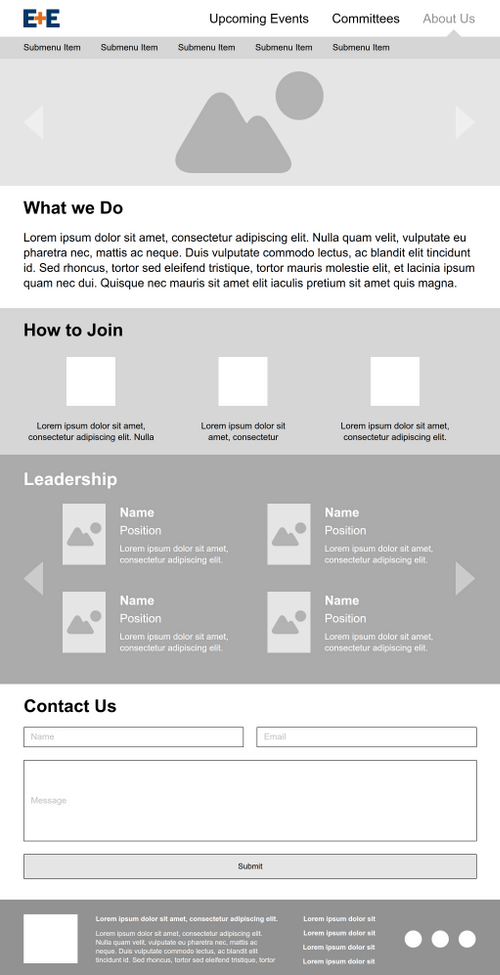 E+E
Upcoming Events Committees About Us
Submenu Item Submenu Item Submenu Item Submenu Item Submenu Item
What we Do
Lorem ipsum dolor sit amet, consectetur adipiscing elit. Nulla quam velit, vulputate eu
pharetra nec, mattis ac neque. Duis vulputate commodo lectus, ac blandit elit tincidunt
id. Sed rhoncus, tortor sed eleifend tristique, tortor mauris molestie elit, et lacinia ipsum
quam nec dui. Quisque nec mauris sit amet elit iaculis pretium sit amet quis magna.
How to Join
Lorem ipsum dolor sit amet,
consectetur adipiscing elit. Nulla
Lorem ipsum dolor sit
amet, consectetur
Lorem ipsum dolor sit amet,
consectetur adipiscing elit.
Leadership
Name
Position
Lorem ipsum dolor sit amet,
consectetur adipiscing elit.
Name
Position
Lorem ipsum dolor sit amet,
consectetur adipiscing elit.
Name
Position
Lorem ipsum dolor sit amet,
consectetur adipiscing elit.
Name
Position
Lorem ipsum dolor sit amet,
consectetur adipiscing elit.
Contact Us
Name
Email
Message
Submit
Lorem ipsum dolor sit amet, consectetur adipiscing elit.
Lorem ipsum dolor sit amet, consectetur adipiscing elit.
Nulla quam velit, vulputate eu pharetra nec, mattis ac
neque. Duis vulputate commodo lectus, ac blandit elit
tincidunt id. Sed rhoncus, tortor sed eleifend tristique, tortor
Lorem ipsum dolor sit
Lorem ipsum dolor sit
Lorem ipsum dolor sit
Lorem ipsum dolor sit